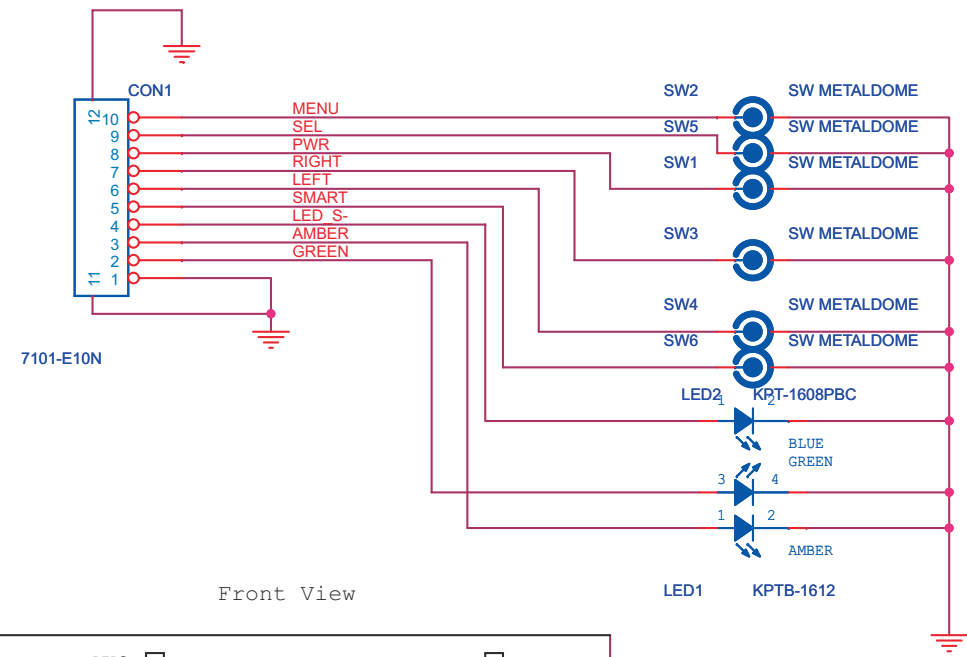 CON1
12
10
9
8
7
6
5
4
3
2
1
11
7101-E10N
MENU
SEL
PWR
RIGHT
LEFT
SMART
LED_S-
AMBER
GREEN
SW2 SW METALDOME
SW5 SW METALDOME
SW1 SW METALDOME
SW3 SW METALDOME
SW4 SW METALDOME
SW6 SW METALDOME
LED2 KPT-1608PBC
1 2
BLUE
GREEN
3 4
1 2
AMBER
LED1 KPTB-1612
Front View